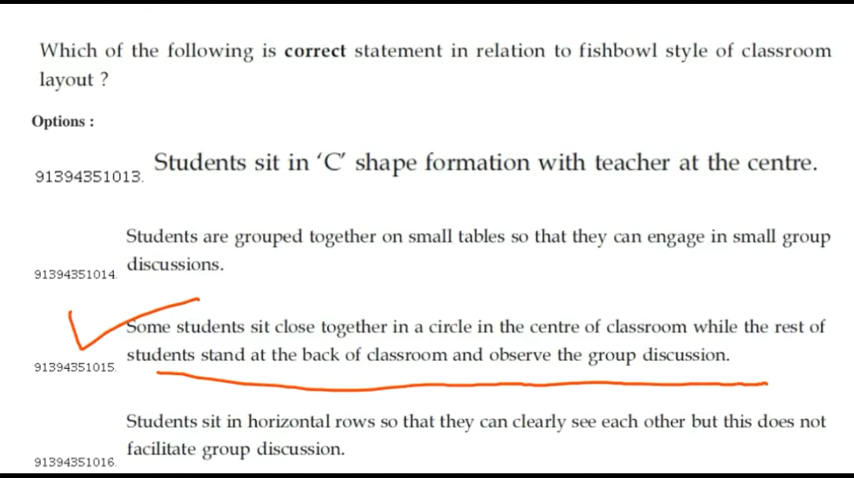 Which of the following is correct statement in relation to fishbowl style of classroom
layout ?
Options :
91394351013. Students sit in ‘C’ shape formation with teacher at the centre.
Students are grouped together on small tables so that they can engage in small group
91394351014. discussions.
Some students sit close together in a circle in the centre of classroom while the rest of
91394351015. students stand at the back of classroom and observe the group discussion.
Students sit in horizontal rows so that they can clearly see each other but this does not
91394351016. facilitate group discussion.